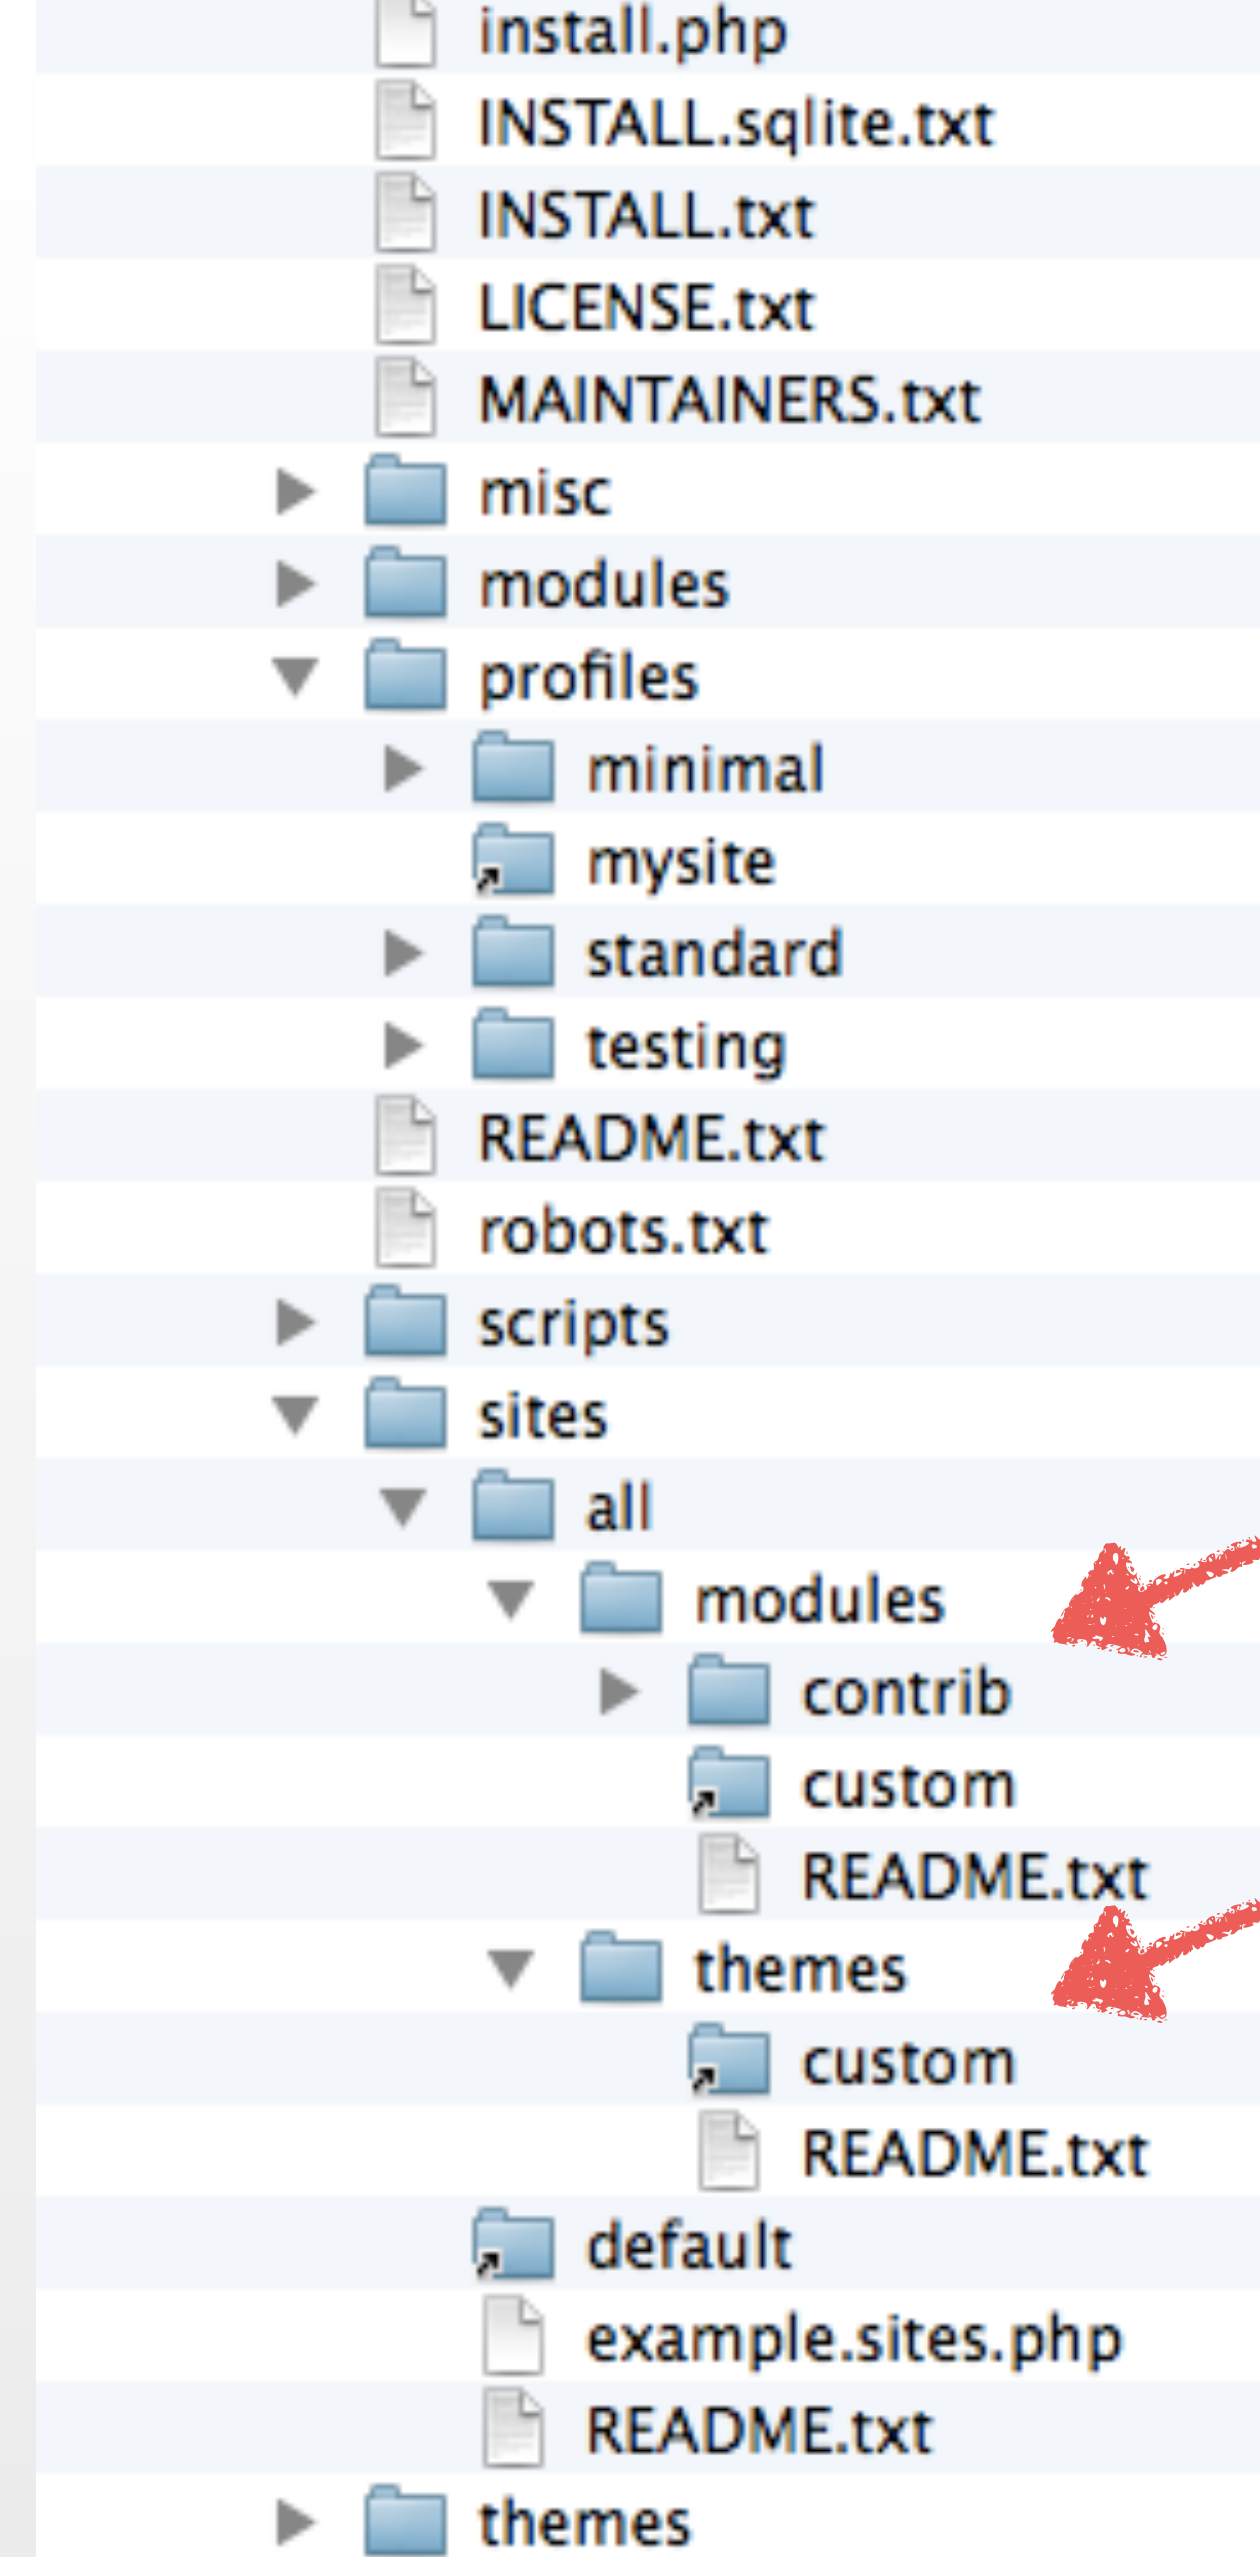 install.php
INSTALL.sqlite.txt
INSTALL.txt
LICENSE.txt
MAINTAINERS.txt
misc
modules
profiles
minimal
mysite
standard
testing
README.txt
robots.txt
scripts
sites
all
modules
contrib
custom
README.txt
themes
custom
README.txt
default
example.sites.php
README.txt
themes